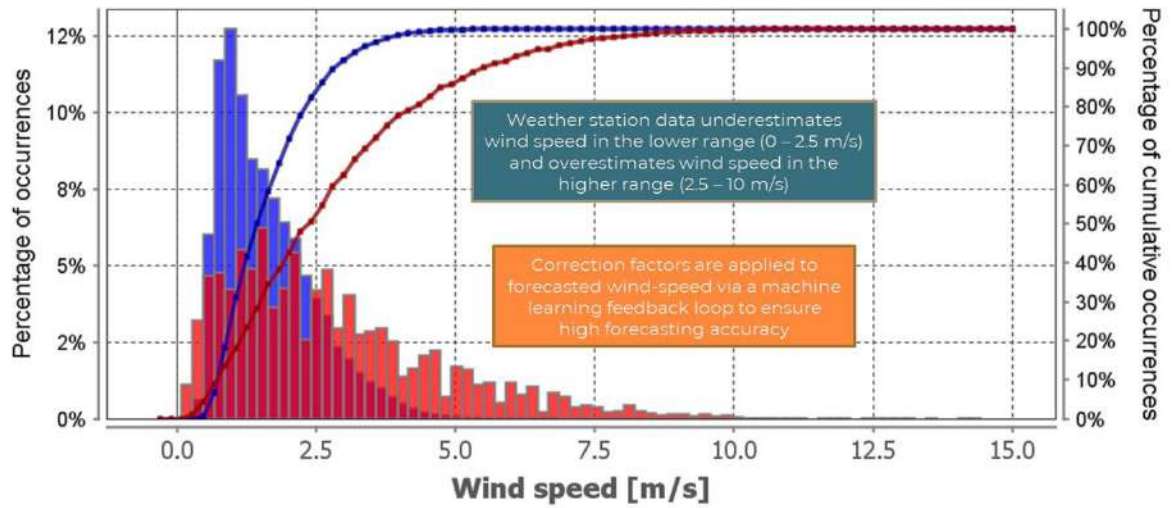 12%
10%
8%
5%
2%
0%
Percentage of occurrences
100%
90%
80%
70%
60%
50%
40%
30%
20%
10%
0%
Percentage of cumulative occurrences
Weather station data underestimates
wind speed in the lower range (0 – 2.5 m/s)
and overestimates wind speed in the
higher range (2.5 – 10 m/s)
Correction factors are applied to
forecasted wind-speed via a machine
learning feedback loop to ensure
high forecasting accuracy
0.0 2.5 5.0 7.5 10.0 12.5 15.0
Wind speed [m/s]